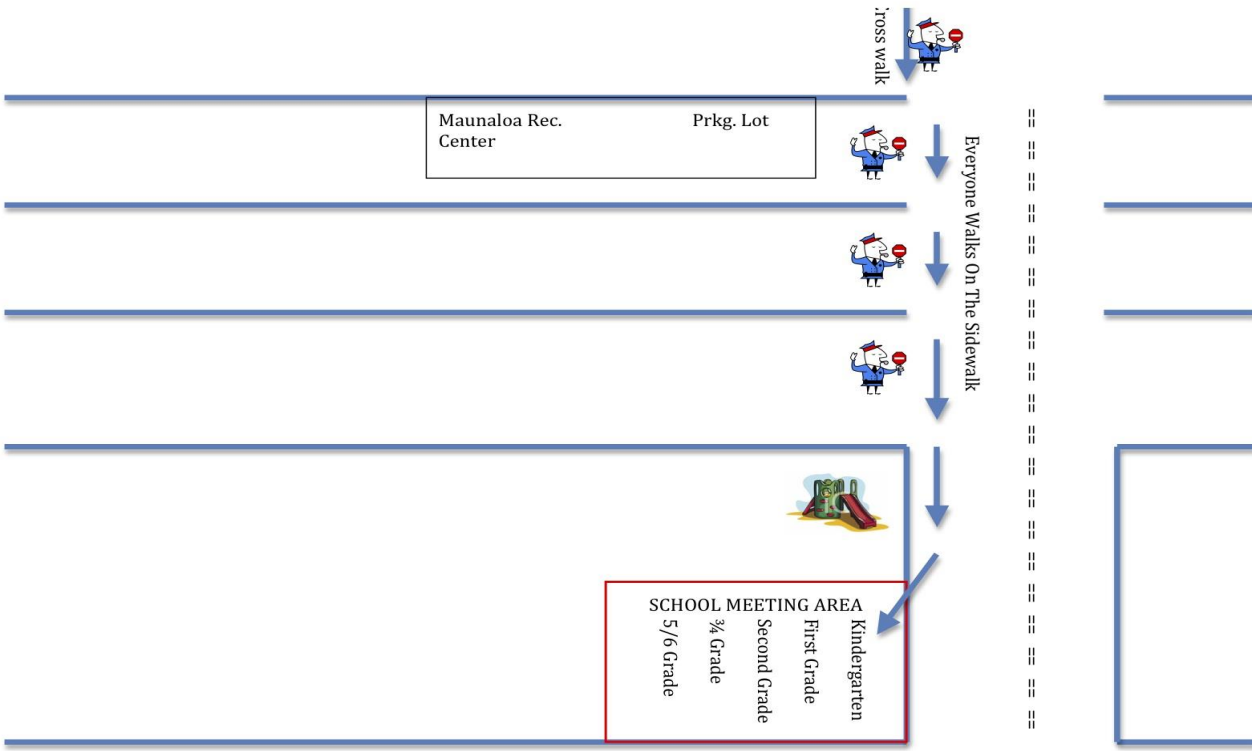 ross walk
Maunaloa Rec. Prkg. Lot
Center
Everyone Walks On The Sidewalk
SCHOOL MEETING AREA
5/6 Grade
¾ Grade
Second Grade
First Grade
Kindergarten